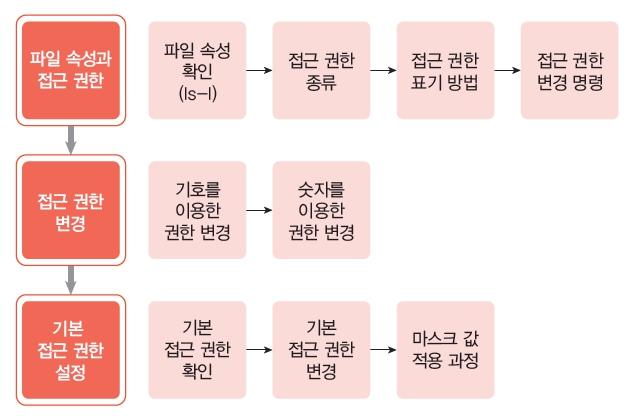 파일 속성과
접근 권한
파일 속성
확인
(ls-l)
접근 권한
종류
접근 권한
표기 방법
접근 권한
변경 명령
접근 권한
변경
기호를
이용한
권한 변경
숫자를
이용한
권한 변경
기본
접근 권한
설정
기본
접근 권한
확인
기본
접근 권한
변경
마스크 값
적용 과정